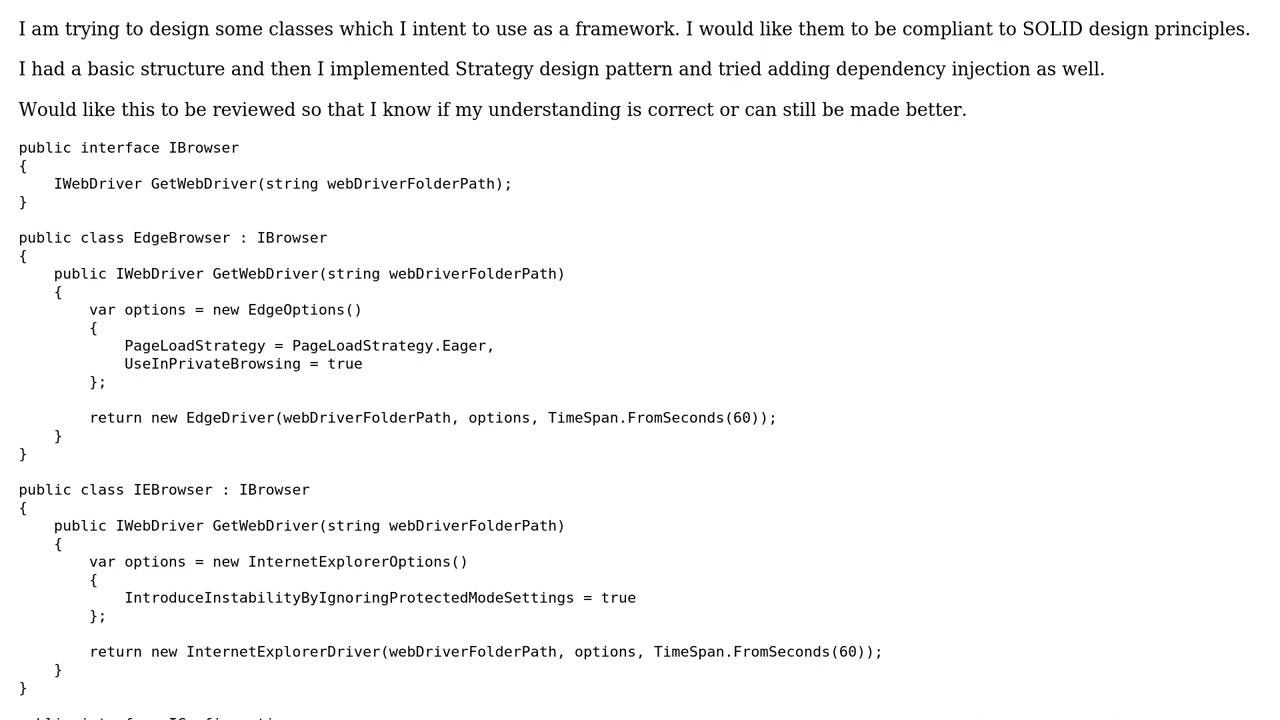 I am trying to design some classes which I intent to use as a framework. I would like them to be compliant to SOLID design principles.
I had a basic structure and then I implemented Strategy design pattern and tried adding dependency injection as well.
Would like this to be reviewed so that I know if my understanding is correct or can still be made better.
public interface IBrowser
{
    IWebDriver GetWebDriver(string webDriverFolderPath);
}
public class EdgeBrowser : IBrowser
{
    public IWebDriver GetWebDriver(string webDriverFolderPath)
    {
        var options = new EdgeOptions()
        {
            PageLoadStrategy = PageLoadStrategy.Eager,
            UseInPrivateBrowsing = true
        };
        return new EdgeDriver(webDriverFolderPath, options, TimeSpan.FromSeconds(60));
    }
}
public class IEBrowser : IBrowser
{
    public IWebDriver GetWebDriver(string webDriverFolderPath)
    {
        var options = new InternetExplorerOptions()
        {
            IntroduceInstabilityByIgnoringProtectedModeSettings = true
        };
        return new InternetExplorerDriver(webDriverFolderPath, options, TimeSpan.FromSeconds(60));
    }
}